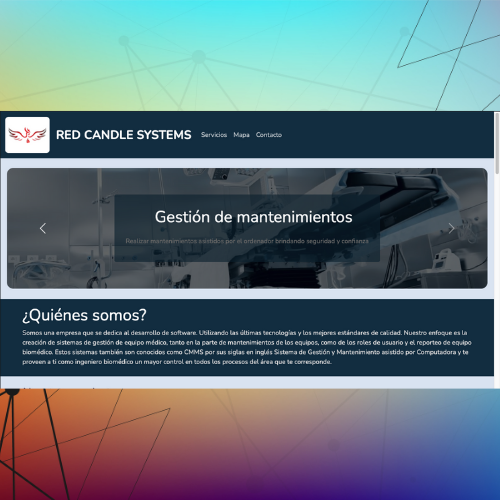 RED CANDLE SYSTEMS
Servicios Mapa Contacto
Gestión de mantenimientos
Realizar mantenimientos asistidos por el ordenador brindando seguridad y confianza
¿Quiénes somos?
Somos una empresa que se dedica al desarrollo de software. Utilizando las últimas tecnologías y los mejores estándares de calidad. Nuestro enfoque es la
creación de sistemas de gestión de equipo médico, tanto en la parte de mantenimientos de los equipos, como de los roles de usuario y el reporteo de equipo
biomédico. Estos sistemas también son conocidos como CMMS por sus siglas en inglés Sistema de Gestión y Mantenimiento asistido por Computadora y te
proveen a ti como ingeniero biomédico un mayor control en todos los procesos del área que te corresponde.